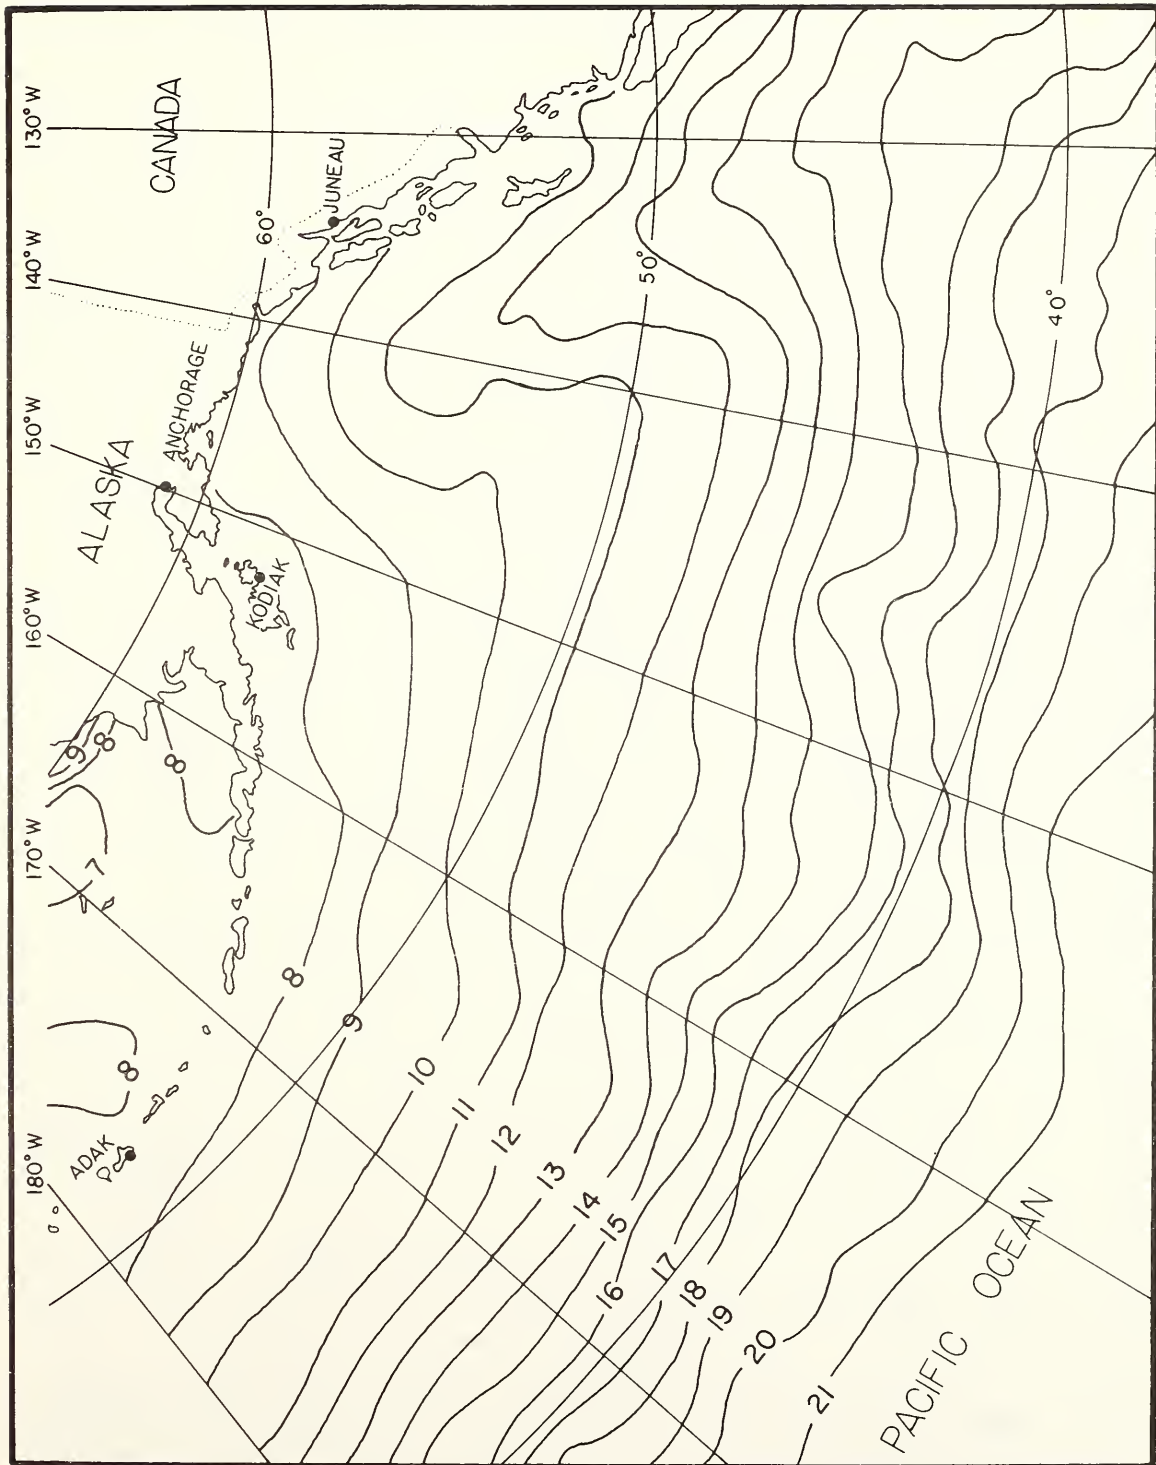 130°W
140°W
150°W
160°W
170°W
180°W
CANADA
JUNEAU
60°
ANCHORAGE
ALASKA
KODIAK
50°
40°
9
8
8
7
8
ADAK
8
9
10
11
12
13
14
15
16
17
18
19
20
21
PACIFIC OCEAN